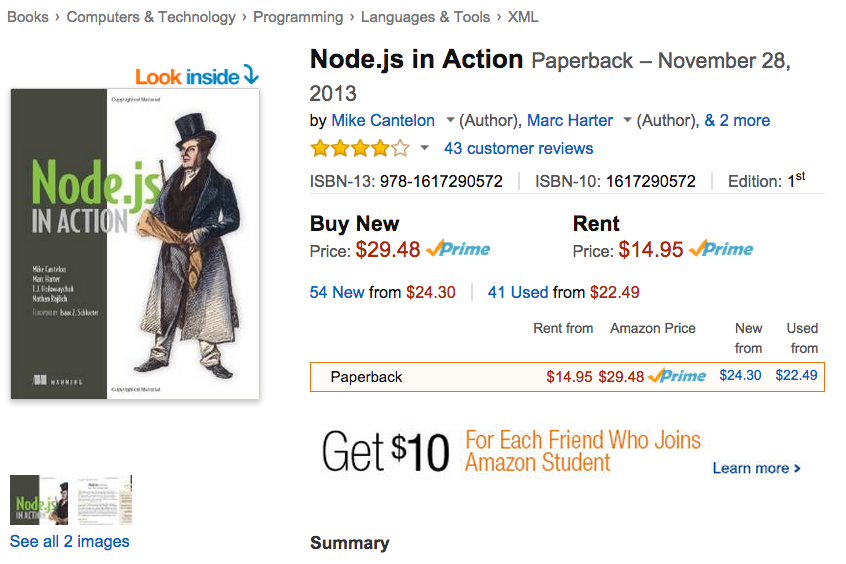 Books › Computers & Technology › Programming › Languages & Tools › XML
Look inside
Copyrighted Material
Node.js
IN ACTION
Mike Cantelon
Marc Harter
T.J. Holowaychuk
Nathan Rajlich
FOREWORD BY Isaac Z. Schlueter
MANNING
Copyrighted Material
Node.js
IN ACTION
See all 2 images
Node.js in Action Paperback – November 28,
2013
by Mike Cantelon (Author), Marc Harter (Author), & 2 more
43 customer reviews
ISBN-13: 978-1617290572 | ISBN-10: 1617290572 | Edition: 1st
Buy New
Price: $29.48 Prime
Rent
Price: $14.95 Prime
54 New from $24.30 | 41 Used from $22.49
Rent from Amazon Price New from Used from
Paperback $14.95 $29.48 Prime $24.30 $22.49
Get $10 For Each Friend Who Joins
Amazon Student
Learn more ›
Summary